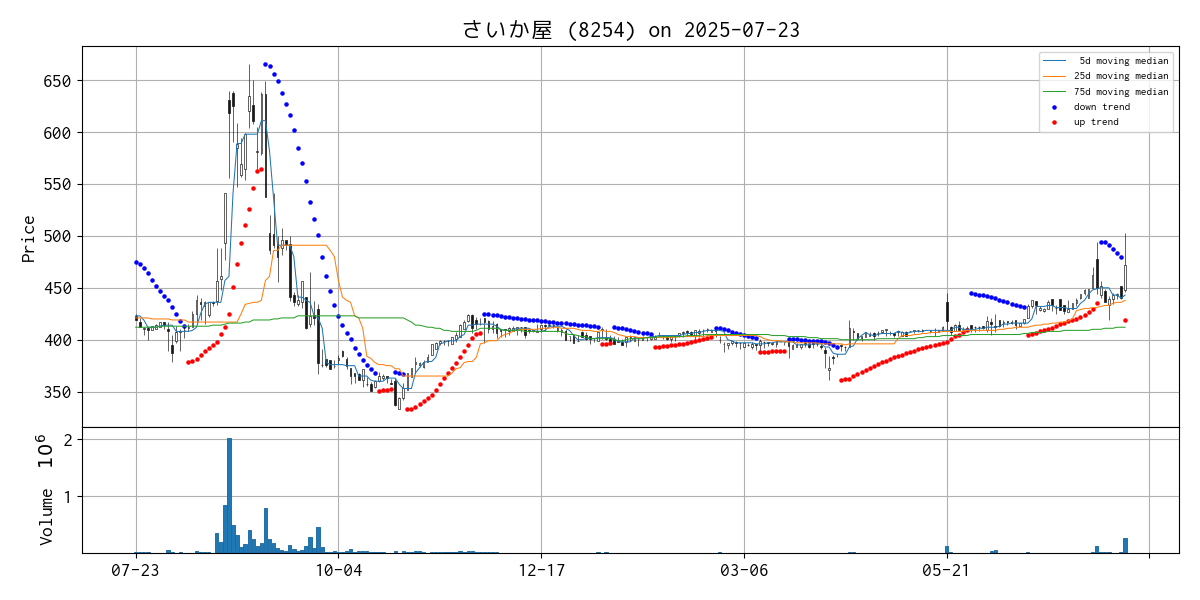 さいか屋 (8254) on 2025-07-23
5d moving median
25d moving median
75d moving median
down trend
up trend
Price
650
600
550
500
450
400
350
Volume 10^6
2
1
07-23
10-04
12-17
03-06
05-21